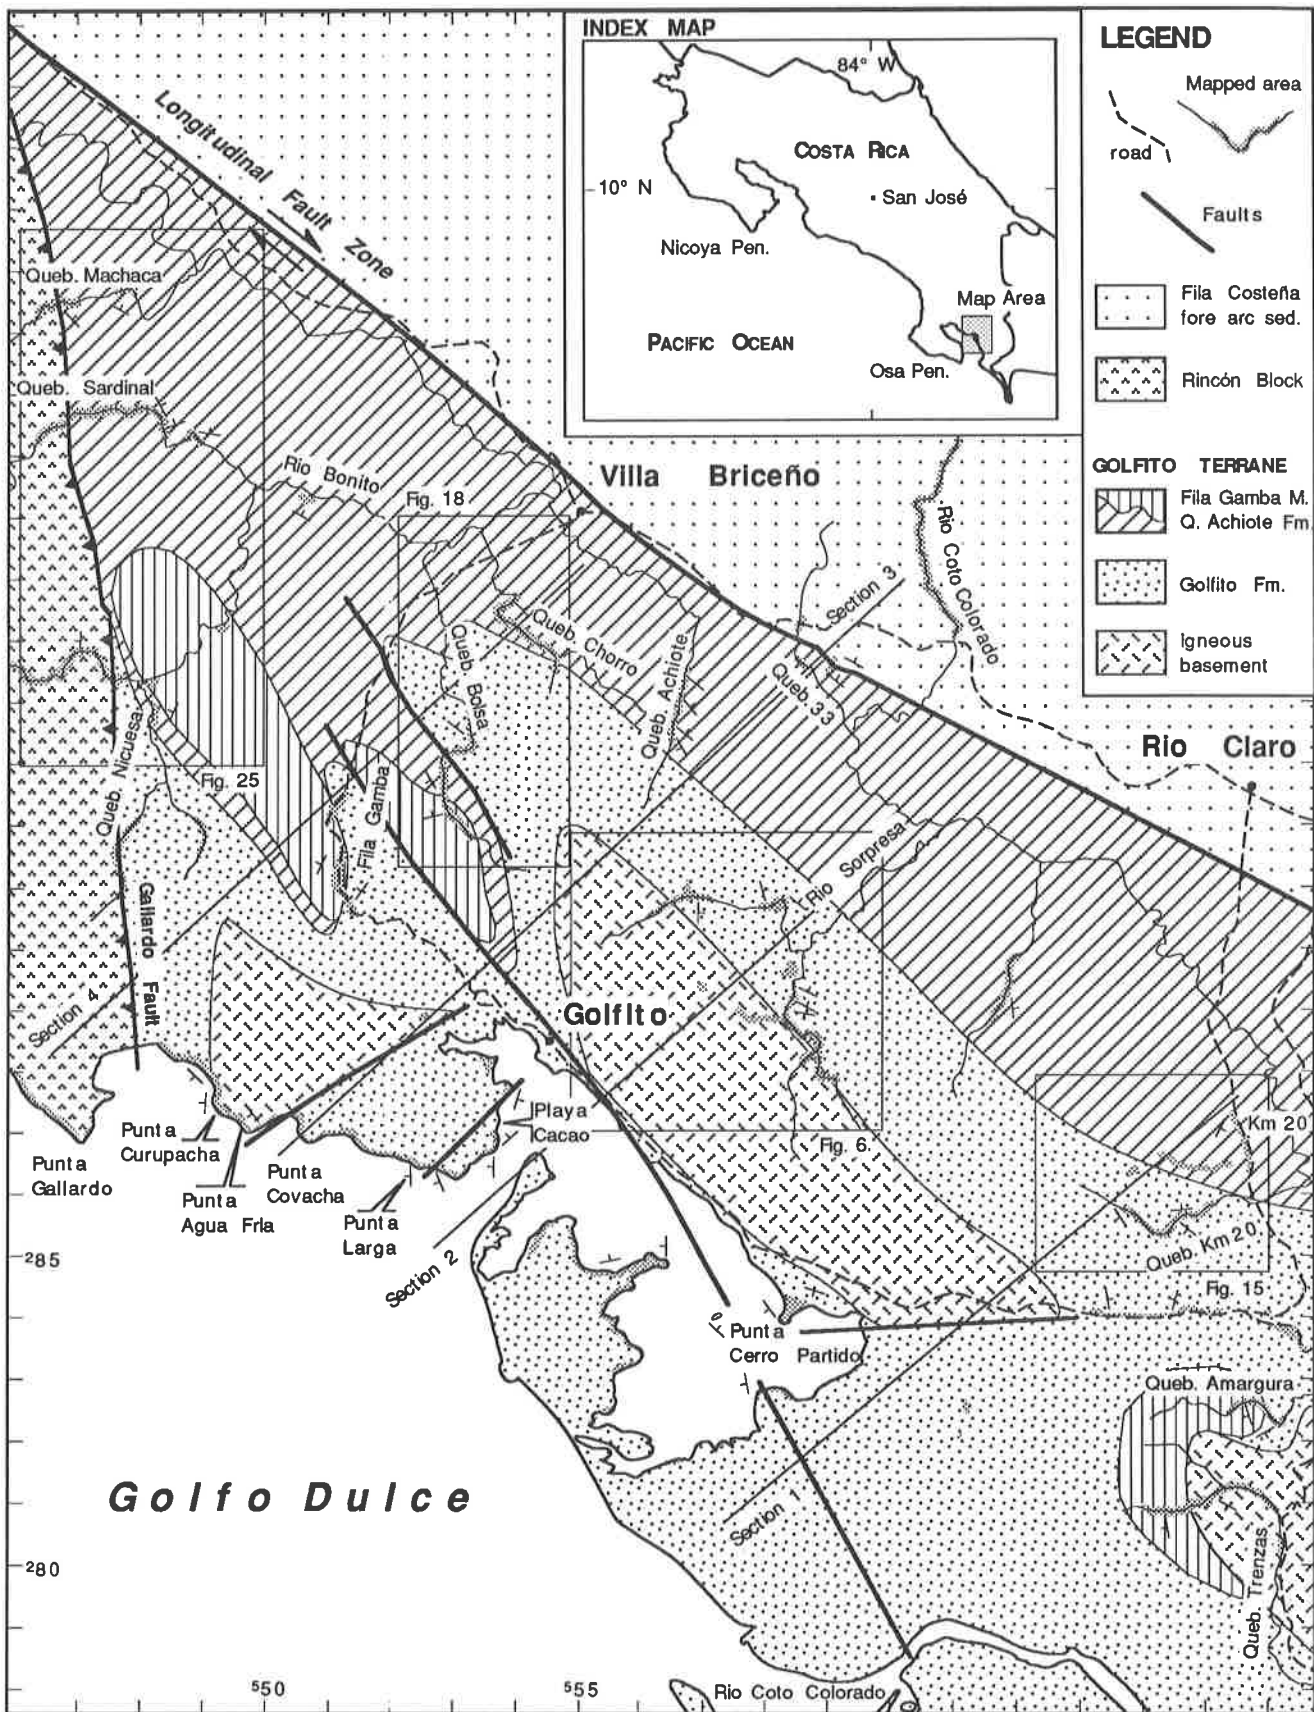 INDEX MAP
84° W
COSTA RICA
10° N
San José
Nicoya Pen.
Map Area
PACIFIC OCEAN
Osa Pen.
LEGEND
Mapped area
road
Faults
Fila Costeña
fore arc sed.
Rincón Block
GOLFITO TERRANE
Fila Gamba M.
Q. Achiote Fm.
Golfito Fm.
Igneous
basement
Longitudinal Fault Zone
Queb. Machaca
Queb. Sardinal
Rio Bonito
Fig. 18
Villa Briceño
Rio Coto Colorado
Section 3
Queb. Chorro
Queb. Bolsa
Queb. Achiote
Queb. 33
Rio Claro
Queb. Nicuesa
Fig. 25
Fila Gamba
Rio Sorpresa
Gallardo Fault
Section 4
Golfito
Playa
Cacao
Fig. 6
Km 20
Punta
Gallardo
Punta
Curupacha
Punta
Agua Fria
Punta
Covacha
Punta
Larga
Section 2
Queb. Km 20
Fig. 15
285
Punta
Cerro Partido
Queb. Amargura
Golfo Dulce
Section 1
Queb. Trenzas
280
550
555
Rio Coto Colorado